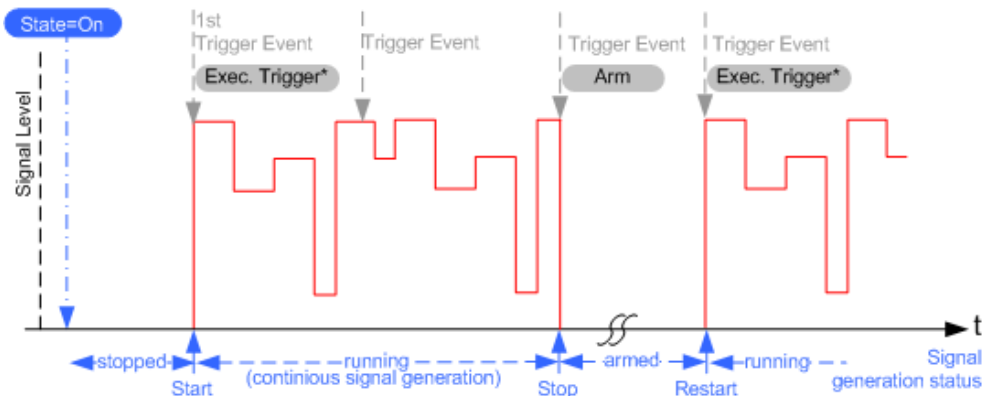 State=On
1st
Trigger Event
Trigger Event
Trigger Event
Trigger Event
Exec. Trigger*
Arm
Exec. Trigger*
Signal Level
t
stopped
running
(continious signal generation)
armed
running
Signal
generation status
Start
Stop
Restart